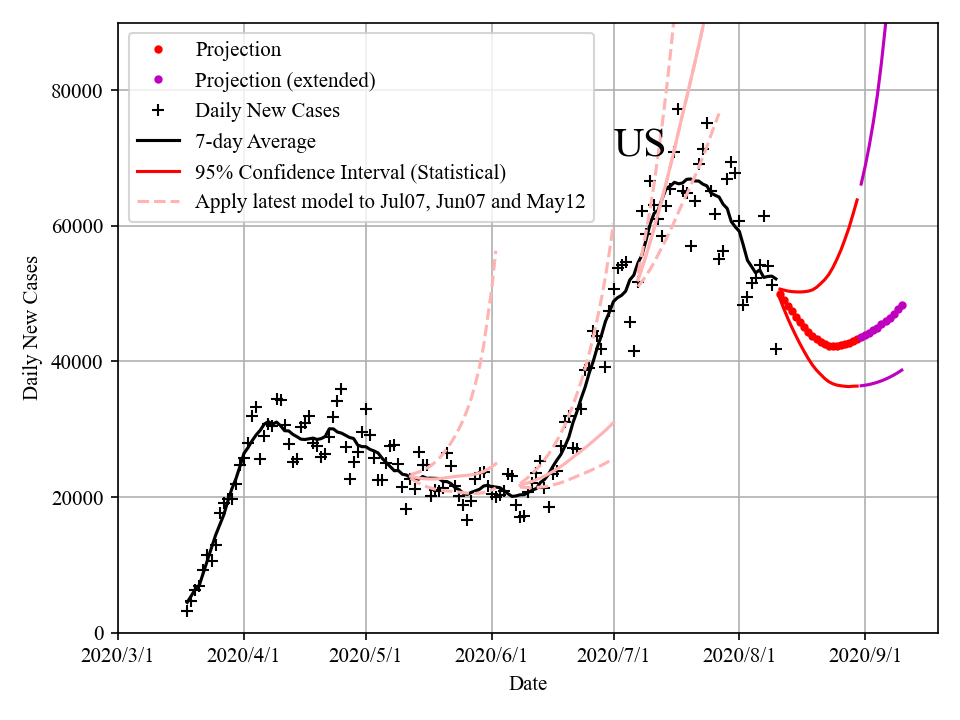 Projection
Projection (extended)
Daily New Cases
7-day Average
95% Confidence Interval (Statistical)
Apply latest model to Jul07, Jun07 and May12
US
80000
60000
40000
20000
0
Daily New Cases
2020/3/1 2020/4/1 2020/5/1 2020/6/1 2020/7/1 2020/8/1 2020/9/1
Date